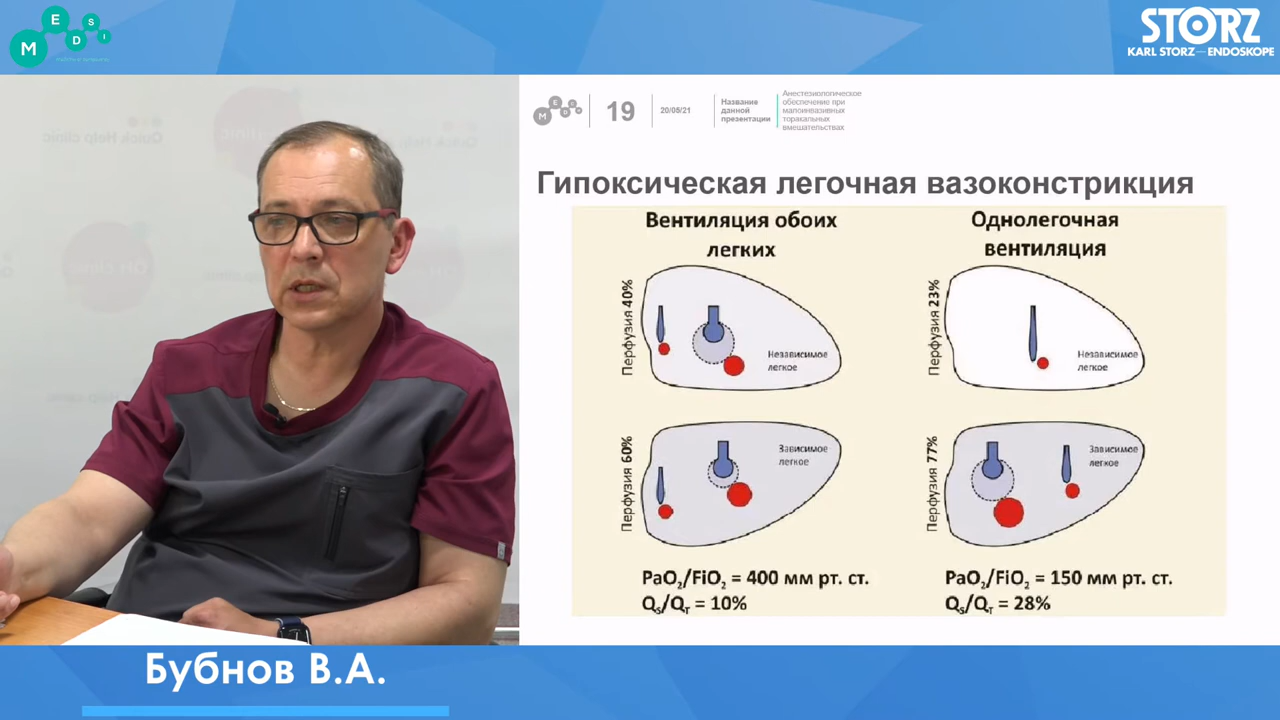 M E D S I
STORZ
KARL STORZ — ENDOSKOPE
M E D S I
19
20/05/21
Название
данной
презентации
Анестезиологическое
обеспечение при
малоинвазивных
торакальных
вмешательствах
Гипоксическая легочная вазоконстрикция
Вентиляция обоих
легких
Однолегочная
вентиляция
Перфузия 40%
Независимое
легкое
Перфузия 23%
Независимое
легкое
Перфузия 60%
Зависимое
легкое
Перфузия 77%
Зависимое
легкое
PaO₂/FiO₂ = 400 мм рт. ст.
Qs/Qт = 10%
PaO₂/FiO₂ = 150 мм рт. ст.
Qs/Qт = 28%
Бубнов В.А.